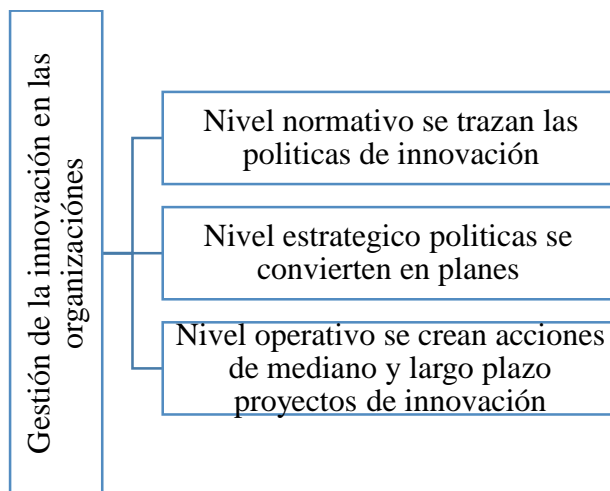 Gestión de la innovación en las
organizaciónes
Nivel normativo se trazan las
politicas de innovación
Nivel estrategico politicas se
convierten en planes
Nivel operativo se crean acciones
de mediano y largo plazo
proyectos de innovación